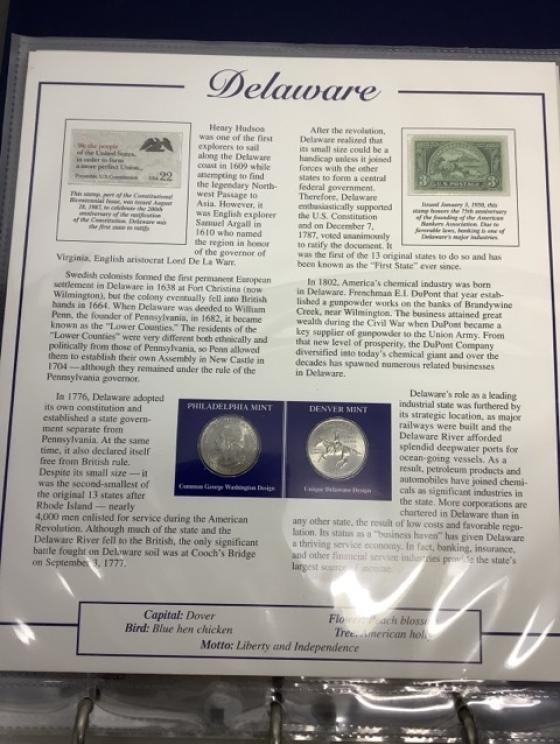 Delaware
We the people
of the United States,
in order to form
a more perfect Union...
Preamble, U.S. Constitution
USA 22
This stamp, part of the Constitutional
Bicentennial Issue, was issued August
28, 1987, to celebrate the 200th
anniversary of the ratification
of the Constitution. Delaware was
the first state to ratify.
Henry Hudson
was one of the first
explorers to sail
along the Delaware
coast in 1609 while
attempting to find
the legendary North-
west Passage to
Asia. However, it
was English explorer
Samuel Argall in
1610 who named
the region in honor
of the governor of
Virginia, English aristocrat Lord De La Warr.
Swedish colonists formed the first permanent European
settlement in Delaware in 1638 at Fort Christina (now
Wilmington), but the colony eventually fell into British
hands in 1664. When Delaware was deeded to William
Penn, the founder of Pennsylvania, in 1682, it became
known as the "Lower Counties." The residents of the
"Lower Counties" were very different both ethnically and
politically from those of Pennsylvania, so Penn allowed
them to establish their own Assembly in New Castle in
1704 — although they remained under the rule of the
Pennsylvania governor.
In 1776, Delaware adopted
its own constitution and
established a state govern-
ment separate from
Pennsylvania. At the same
time, it also declared itself
free from British rule.
Despite its small size — it
was the second-smallest of
the original 13 states after
Rhode Island — nearly
4,000 men enlisted for service during the American
Revolution. Although much of the state and the
Delaware River fell to the British, the only significant
battle fought on Delaware soil was at Cooch's Bridge
on September 3, 1777.
PHILADELPHIA MINT
Common George Washington Design
DENVER MINT
Unique Delaware Design
After the revolution,
Delaware realized that
its small size could be a
handicap unless it joined
forces with the other
states to form a central
federal government.
Therefore, Delaware
enthusiastically supported
the U.S. Constitution
and on December 7,
1787, voted unanimously
to ratify the document. It
was the first of the 13 original states to do so and has
been known as the "First State" ever since.
3¢ U.S. POSTAGE 3¢
Issued January 3, 1950, this
stamp honors the 75th anniversary
of the founding of the American
Bankers Association. Due to
favorable laws, banking is one of
Delaware's major industries.
In 1802, America's chemical industry was born
in Delaware. Frenchman E.I. DuPont that year estab-
lished a gunpowder works on the banks of Brandywine
Creek, near Wilmington. The business attained great
wealth during the Civil War when DuPont became a
key supplier of gunpowder to the Union Army. From
that new level of prosperity, the DuPont Company
diversified into today's chemical giant and over the
decades has spawned numerous related businesses
in Delaware.
Delaware's role as a leading
industrial state was furthered by
its strategic location, as major
railways were built and the
Delaware River afforded
splendid deepwater ports for
ocean-going vessels. As a
result, petroleum products and
automobiles have joined chemi-
cals as significant industries in
the state. More corporations are
chartered in Delaware than in
any other state, the result of low costs and favorable regu-
lation. Its status as a "business haven" has given Delaware
a thriving service economy. In fact, banking, insurance,
and other financial service industries provide the state's
largest source of income.
Capital: Dover
Flower: Peach blosso
Bird: Blue hen chicken
Tree: American holly
Motto: Liberty and Independence